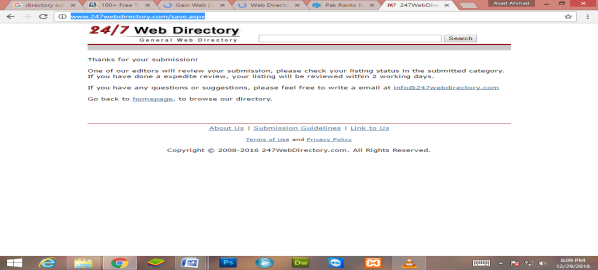 directory sub
100+ Free
Gain Web
Web Direct
Pak Ranks
247WebDir
Asad Ahmad
www.247webdirectory.com/save.aspx
24/7 Web Directory
General Web Directory
Search
Thanks for your submission!
One of our editors will review your submission, please check your listing status in the submitted category.
If you have done a expedite review, your listing will be reviewed within 2 working days.
If you have any questions or suggestions, please feel free to write a email at info@247webdirectory.com
Go back to homepage, to browse our directory.
About Us | Submission Guidelines | Link to Us
Terms of Use and Privacy Policy
Copyright © 2008-2016 247WebDirectory.com. All Rights Reserved.
Ps
Dw
6:09 PM
12/29/2016